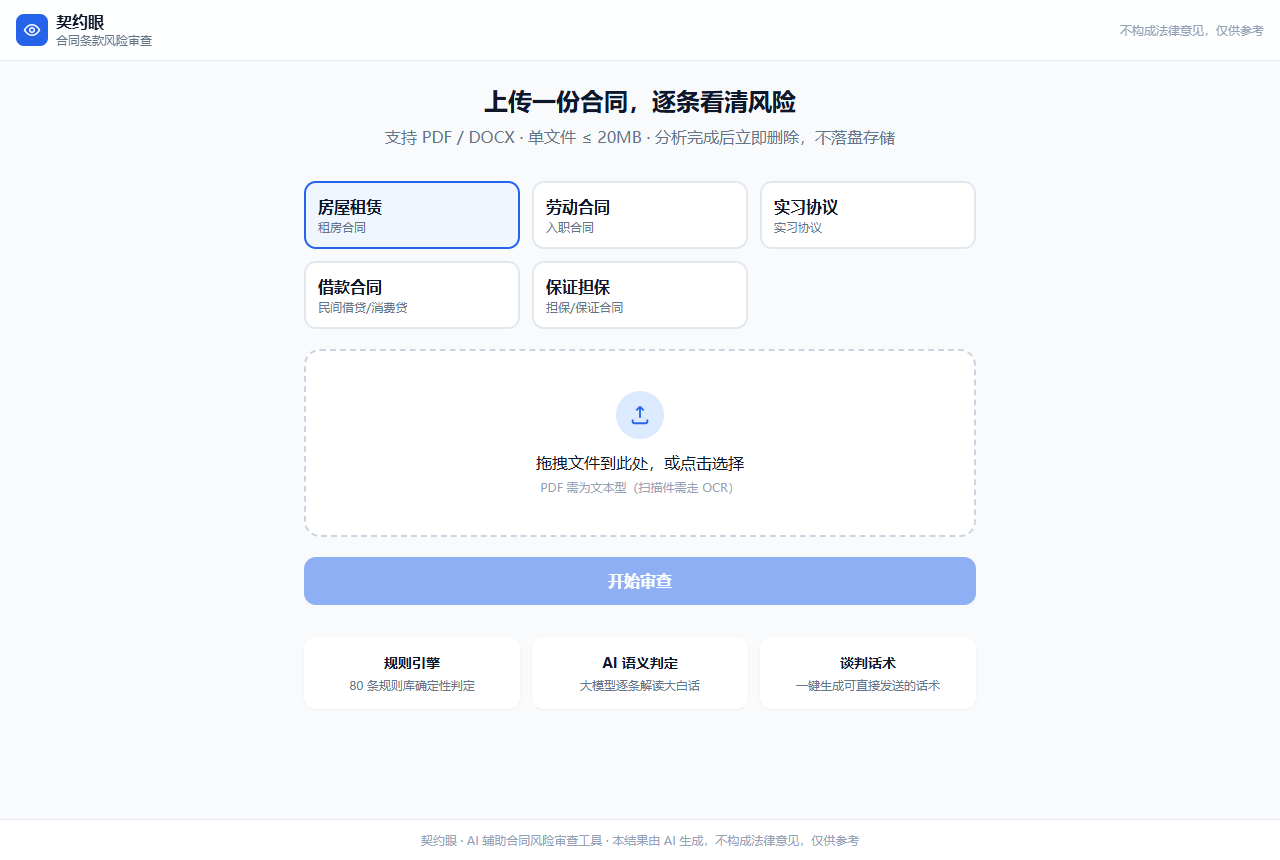 契约眼
合同条款风险审查
不构成法律意见，仅供参考
上传一份合同，逐条看清风险
支持 PDF / DOCX · 单文件 ≤ 20MB · 分析完成后立即删除，不落盘存储
房屋租赁
租房合同
劳动合同
入职合同
实习协议
实习协议
借款合同
民间借贷/消费贷
保证担保
担保/保证合同
拖拽文件到此处，或点击选择
PDF 需为文本型（扫描件需走 OCR）
开始审查
规则引擎
80 条规则库确定性判定
AI 语义判定
大模型逐条解读大白话
谈判话术
一键生成可直接发送的话术
契约眼 · AI 辅助合同风险审查工具 · 本结果由 AI 生成，不构成法律意见，仅供参考